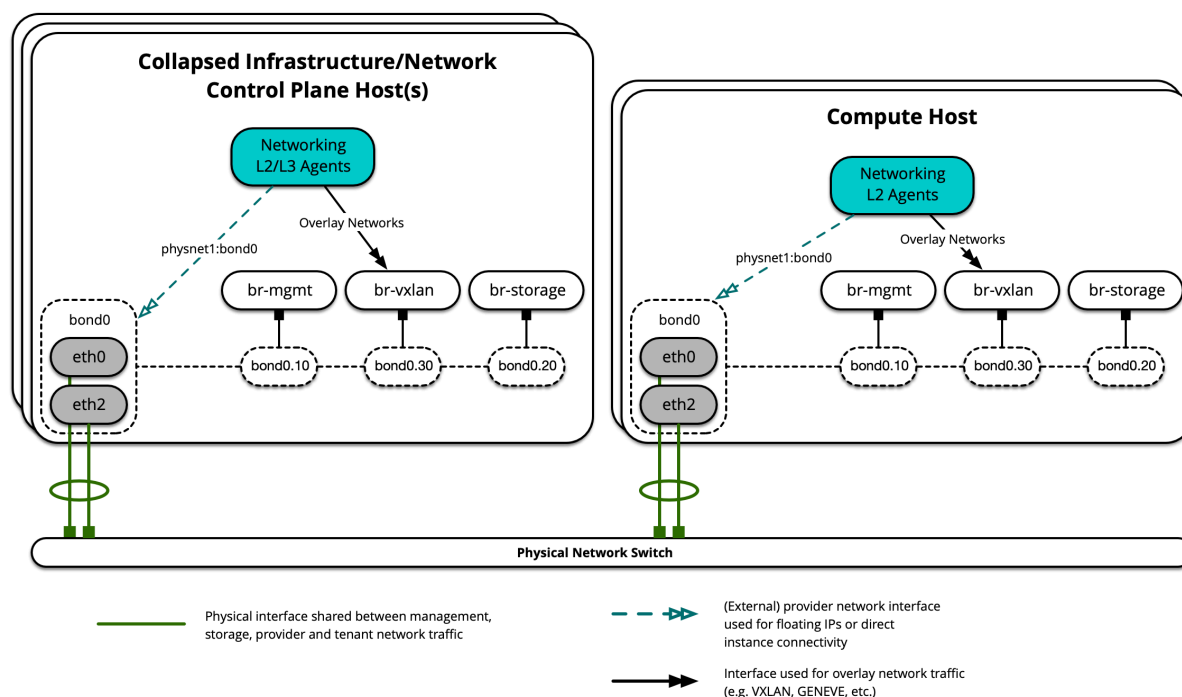 Collapsed Infrastructure/Network
Control Plane Host(s)
Networking
L2/L3 Agents
Overlay Networks
physnet1:bond0
br-mgmt
br-vxlan
br-storage
bond0
eth0
eth2
bond0.10
bond0.30
bond0.20
Compute Host
Networking
L2 Agents
Overlay Networks
physnet1:bond0
br-mgmt
br-vxlan
br-storage
bond0
eth0
eth2
bond0.10
bond0.30
bond0.20
Physical Network Switch
Physical interface shared between management,
storage, provider and tenant network traffic
(External) provider network interface
used for floating IPs or direct
instance connectivity
Interface used for overlay network traffic
(e.g. VXLAN, GENEVE, etc.)